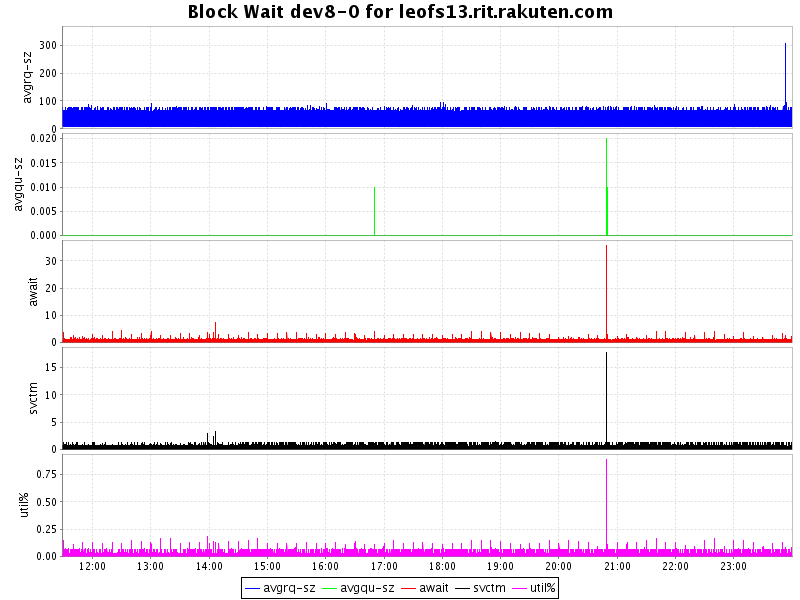 Block Wait dev8-0 for leofs13.rit.rakuten.com
avgrq-sz
300
200
100
0
avgqu-sz
0.020
0.015
0.010
0.005
0.000
await
30
20
10
0
svctm
15
10
5
0
util%
0.75
0.50
0.25
0.00
12:00 13:00 14:00 15:00 16:00 17:00 18:00 19:00 20:00 21:00 22:00 23:00
avgrq-sz avgqu-sz await svctm util%